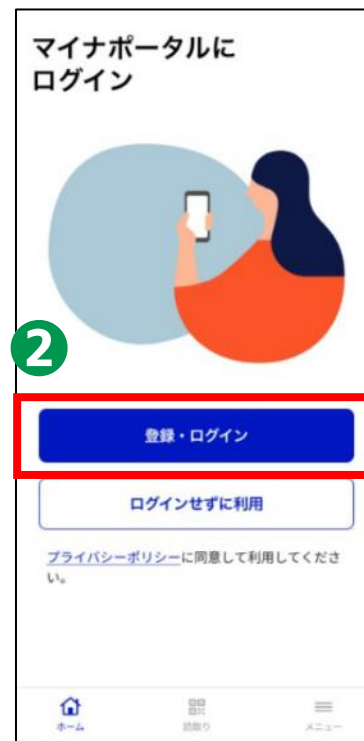 マイナポータルに
ログイン
2
登録・ログイン
ログインせずに利用
プライバシーポリシーに同意して利用してくださ
い。
ホーム
読取り
メニュー